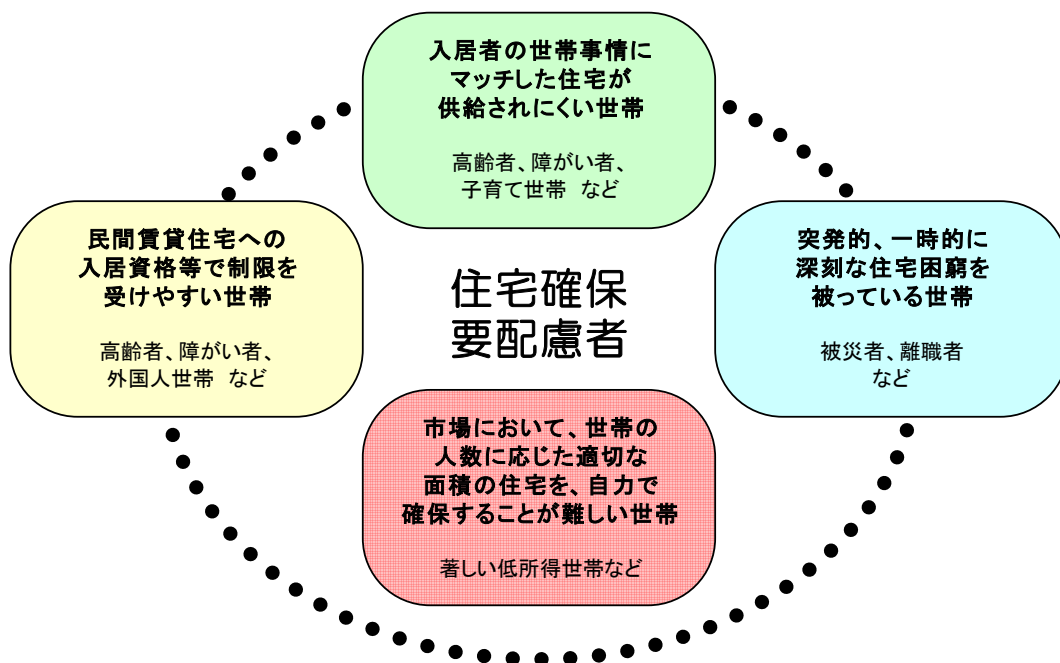 入居者の世帯事情に
マッチした住宅が
供給されにくい世帯
高齢者、障がい者、
子育て世帯 など
民間賃貸住宅への
入居資格等で制限を
受けやすい世帯
高齢者、障がい者、
外国人世帯 など
住宅確保
要配慮者
突発的、一時的に
深刻な住宅困窮を
被っている世帯
被災者、離職者
など
市場において、世帯の
人数に応じた適切な
面積の住宅を、自力で
確保することが難しい世帯
著しい低所得世帯など